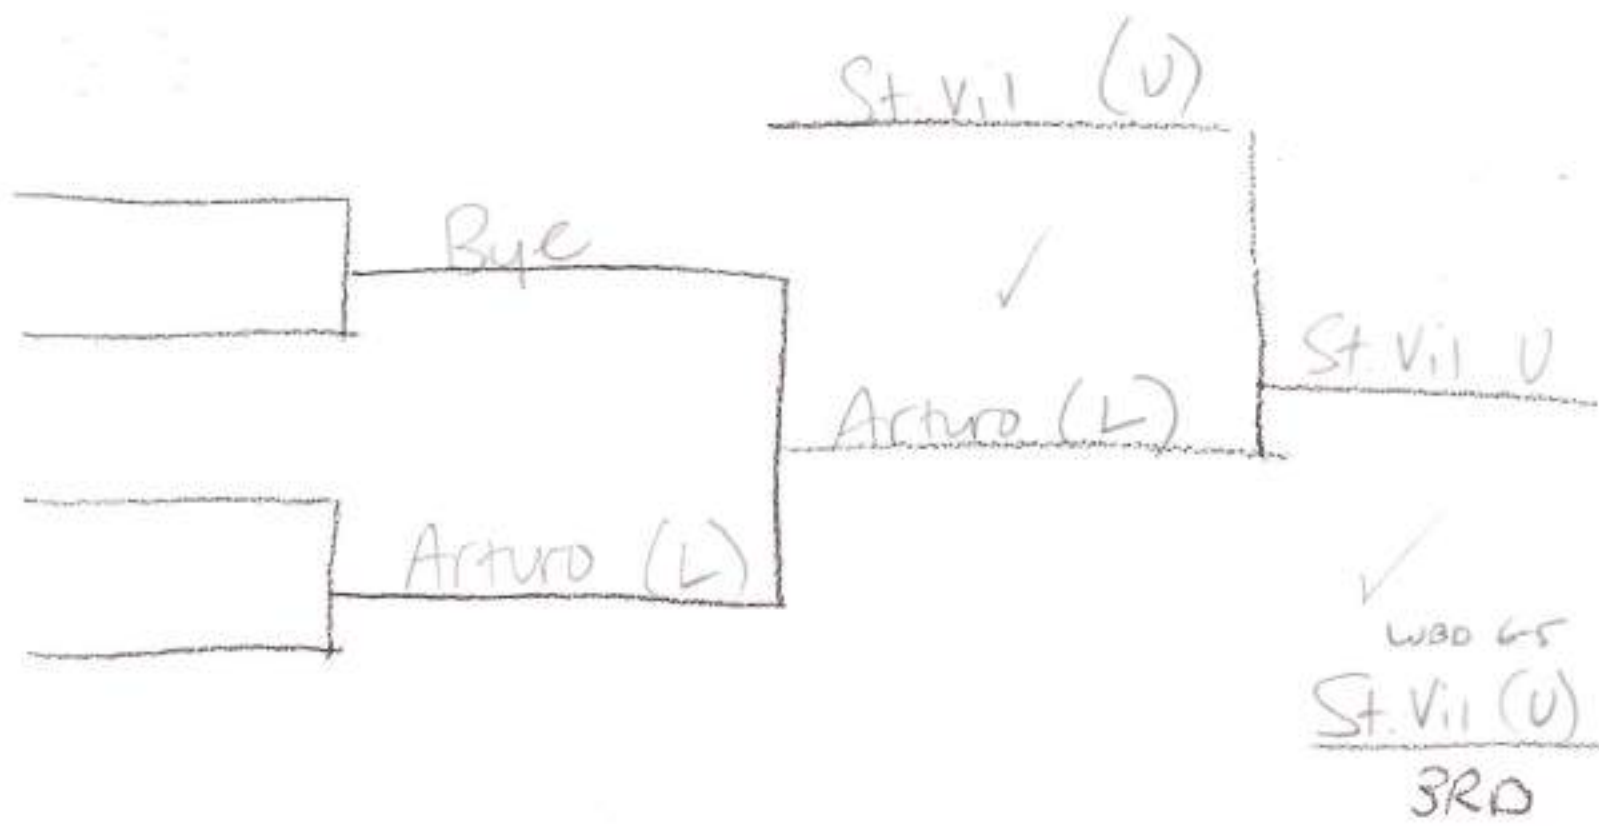 St. Vil (U)
Bye
St. Vil U
Arturo (L)
Arturo (L)
WBD 6-5
St. Vil (U)
3RD